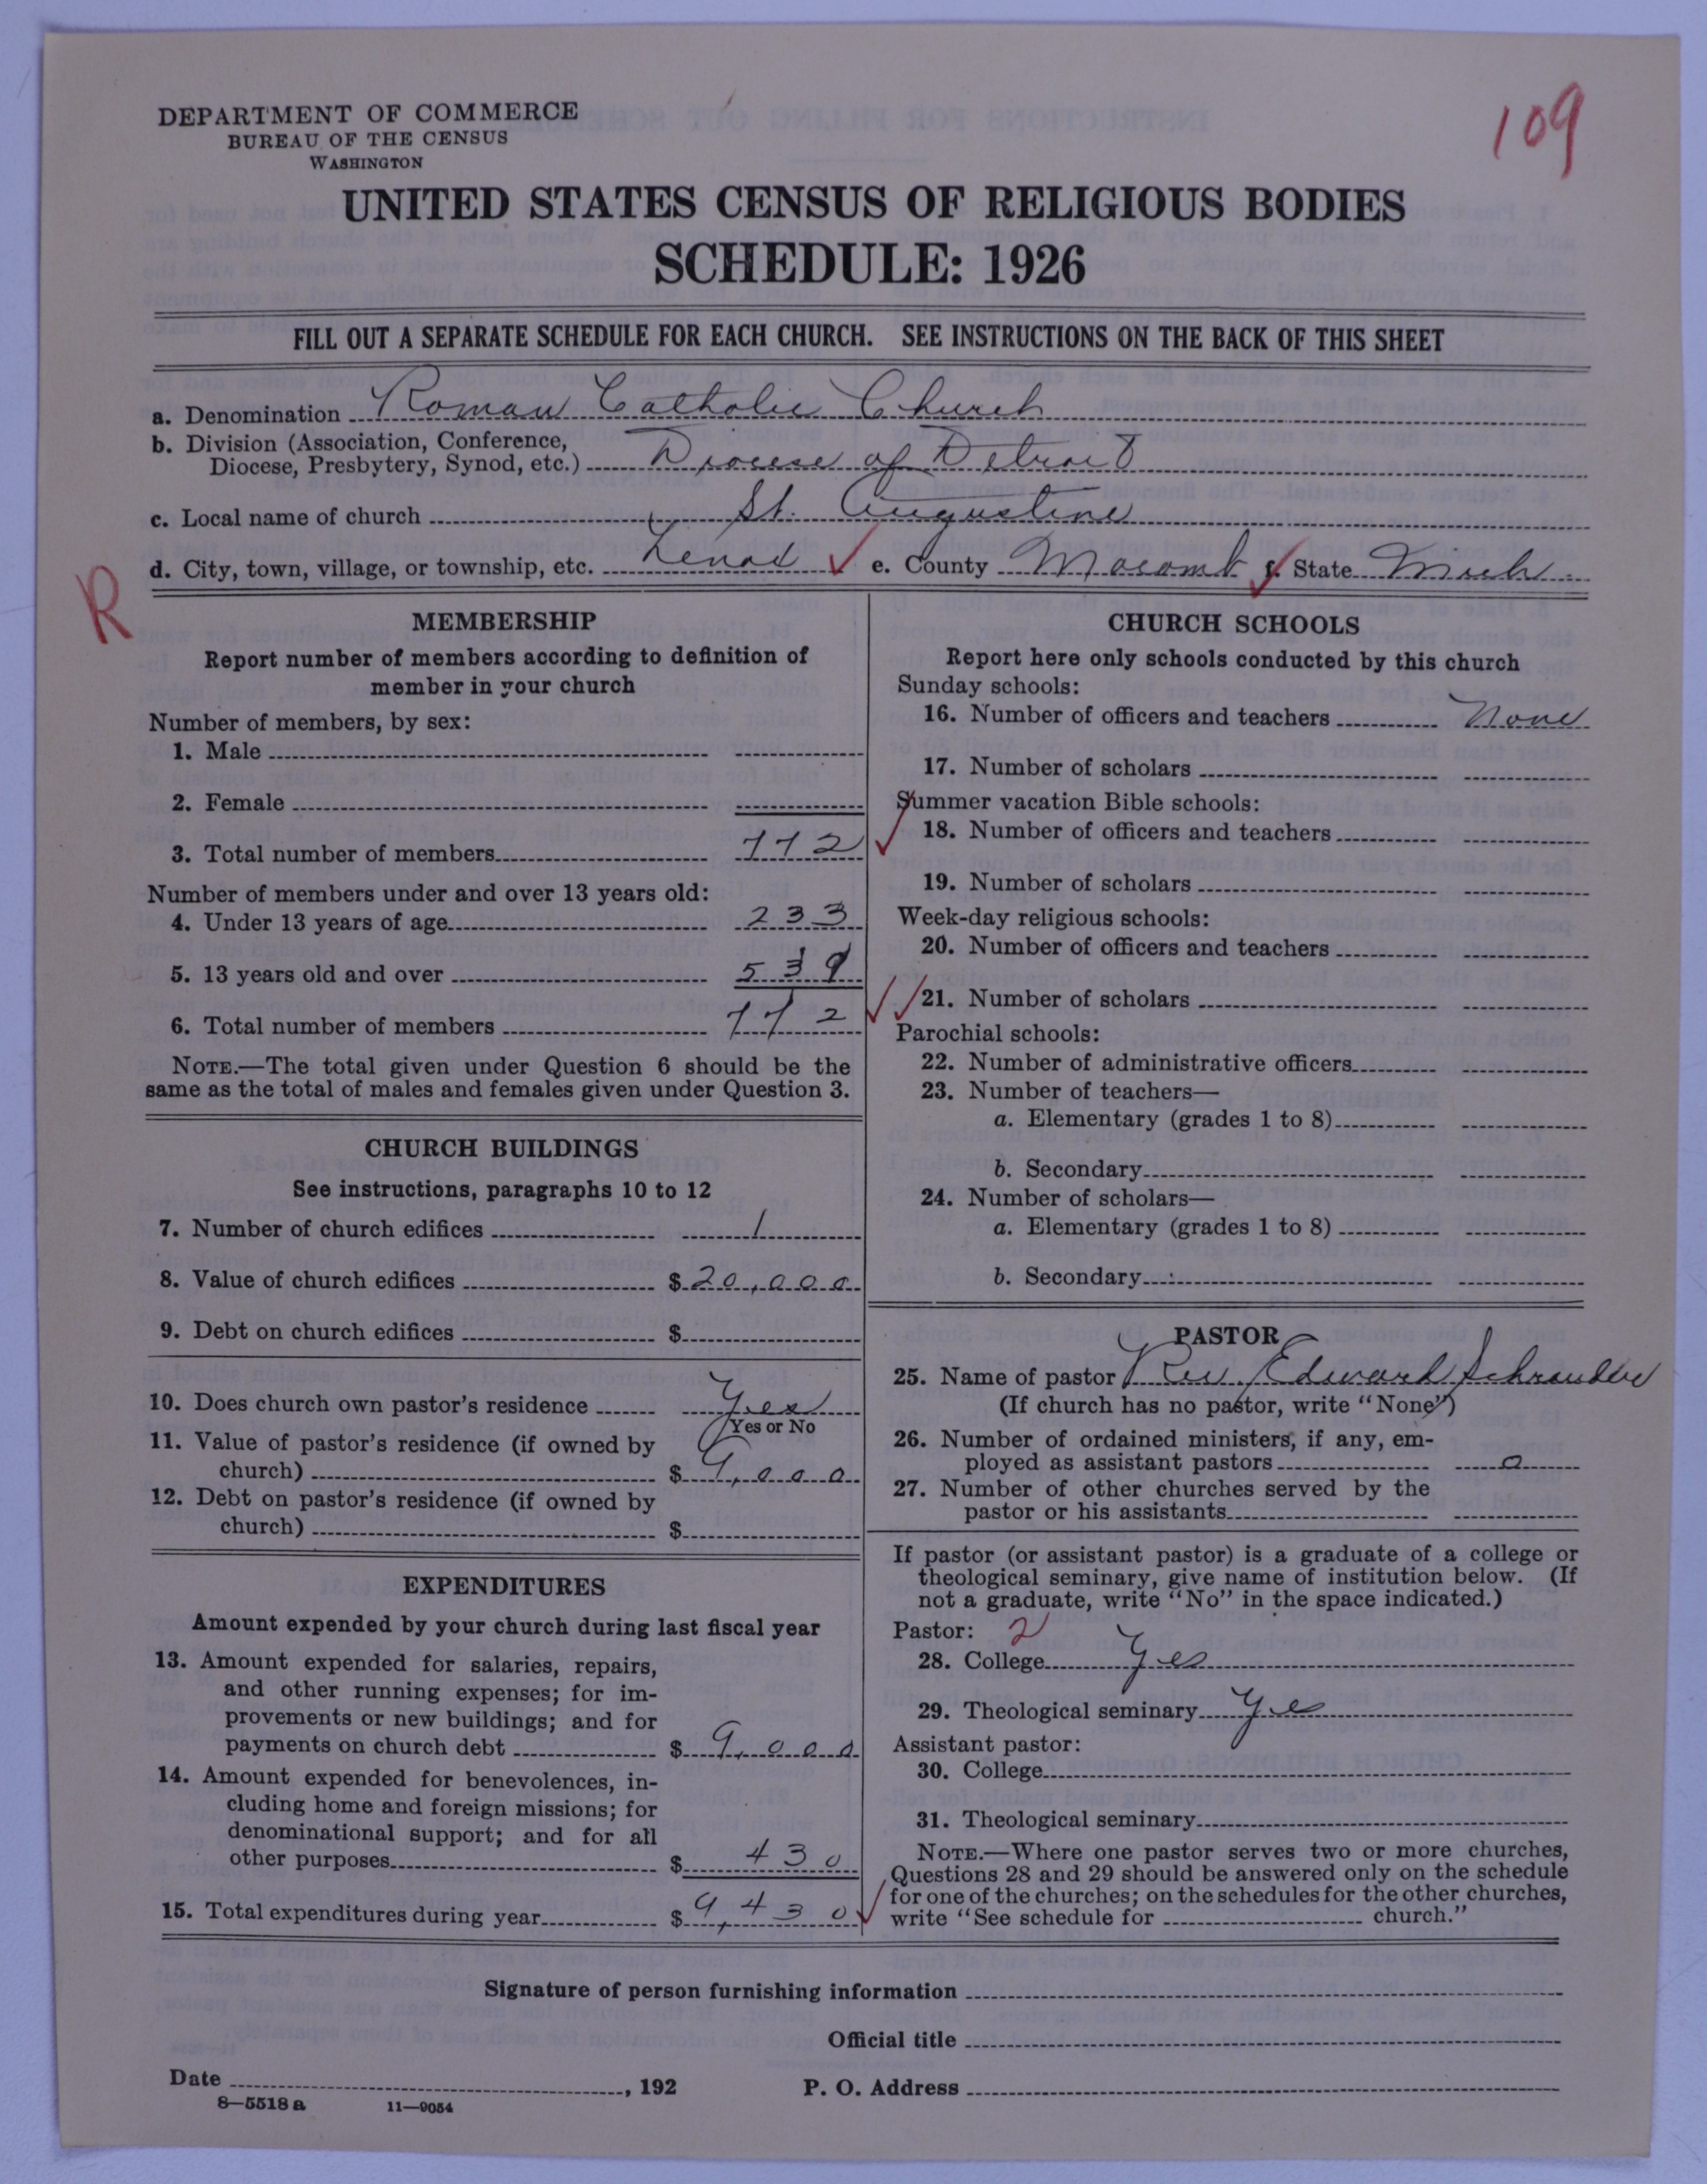 109
DEPARTMENT OF COMMERCE
BUREAU OF THE CENSUS
WASHINGTON
UNITED STATES CENSUS OF RELIGIOUS BODIES
SCHEDULE: 1926
FILL OUT A SEPARATE SCHEDULE FOR EACH CHURCH. SEE INSTRUCTIONS ON THE BACK OF THIS SHEET
a. Denomination Roman Catholic Church
b. Division (Association, Conference,
Diocese, Presbytery, Synod, etc.) Diocese of Detroit
c. Local name of church St. Augustine
d. City, town, village, or township, etc. Lenox e. County Macomb f. State Mich.
R
MEMBERSHIP
Report number of members according to definition of
member in your church
Number of members, by sex:
1. Male
2. Female
3. Total number of members 772
Number of members under and over 13 years old:
4. Under 13 years of age 233
5. 13 years old and over 539
6. Total number of members 772
NOTE.—The total given under Question 6 should be the
same as the total of males and females given under Question 3.
CHURCH BUILDINGS
See instructions, paragraphs 10 to 12
7. Number of church edifices 1
8. Value of church edifices $20,000
9. Debt on church edifices $
10. Does church own pastor's residence Yes
Yes or No
11. Value of pastor's residence (if owned by
church) $9,000
12. Debt on pastor's residence (if owned by
church) $
EXPENDITURES
Amount expended by your church during last fiscal year
13. Amount expended for salaries, repairs,
and other running expenses; for im-
provements or new buildings; and for
payments on church debt $9,000
14. Amount expended for benevolences, in-
cluding home and foreign missions; for
denominational support; and for all
other purposes $430
15. Total expenditures during year $9,430
CHURCH SCHOOLS
Report here only schools conducted by this church
Sunday schools:
16. Number of officers and teachers None
17. Number of scholars
Summer vacation Bible schools:
18. Number of officers and teachers
19. Number of scholars
Week-day religious schools:
20. Number of officers and teachers
21. Number of scholars
Parochial schools:
22. Number of administrative officers
23. Number of teachers—
a. Elementary (grades 1 to 8)
b. Secondary
24. Number of scholars—
a. Elementary (grades 1 to 8)
b. Secondary
PASTOR
25. Name of pastor Rev. Edward
(If church has no pastor, write "None")
26. Number of ordained ministers, if any, em-
ployed as assistant pastors 0
27. Number of other churches served by the
pastor or his assistants
If pastor (or assistant pastor) is a graduate of a college or
theological seminary, give name of institution below. (If
not a graduate, write "No" in the space indicated.)
Pastor: 2
28. College Yes
29. Theological seminary Yes
Assistant pastor:
30. College
31. Theological seminary
NOTE.—Where one pastor serves two or more churches,
Questions 28 and 29 should be answered only on the schedule
for one of the churches; on the schedules for the other churches,
write "See schedule for church."
Signature of person furnishing information
Official title
Date , 192 P. O. Address
8—5518 a 11—9054